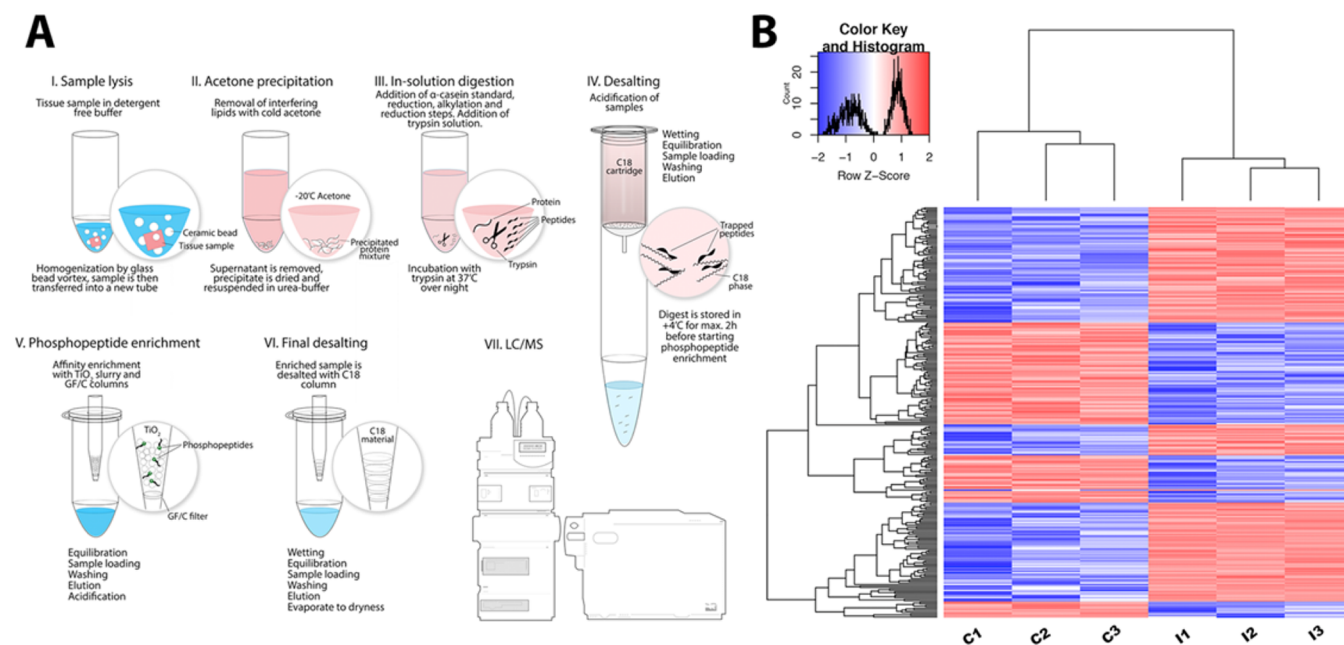 A
I. Sample lysis
Tissue sample in detergent
free buffer
Ceramic bead
Tissue sample
Homogenization by glass
bead vortex, sample is then
transferred into a new tube
II. Acetone precipitation
Removal of interfering
lipids with cold acetone
-20°C Acetone
Precipitated
protein
mixture
Supernatant is removed,
precipitate is dried and
resuspended in urea-buffer
III. In-solution digestion
Addition of α-casein standard,
reduction, alkylation and
reduction steps. Addition of
trypsin solution.
Protein
Peptides
Trypsin
Incubation with
trypsin at 37°C
over night
IV. Desalting
Acidification of
samples
C18
cartridge
Wetting
Equilibration
Sample loading
Washing
Elution
Trapped
peptides
C18
phase
Digest is stored in
+4°C for max. 2h
before starting
phosphopeptide
enrichment
V. Phosphopeptide enrichment
Affinity enrichment
with TiO2 slurry and
GF/C columns
TiO2
Phosphopeptides
GF/C filter
Equilibration
Sample loading
Washing
Elution
Acidification
VI. Final desalting
Enriched sample is
desalted with C18
column
C18
material
Wetting
Equilibration
Sample loading
Washing
Elution
Evaporate to dryness
VII. LC/MS
B
Color Key
and Histogram
Count
20
10
0
-2 -1 0 1 2
Row Z-Score
C1 C2 C3 I1 I2 I3